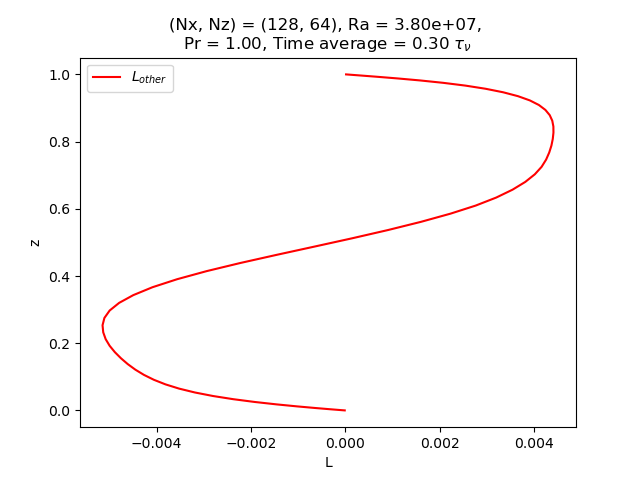 (Nx, Nz) = (128, 64), Ra = 3.80e+07,
Pr = 1.00, Time average = 0.30 τν
L_other
1.0
0.8
0.6
0.4
0.2
0.0
z
−0.004
−0.002
0.000
0.002
0.004
L